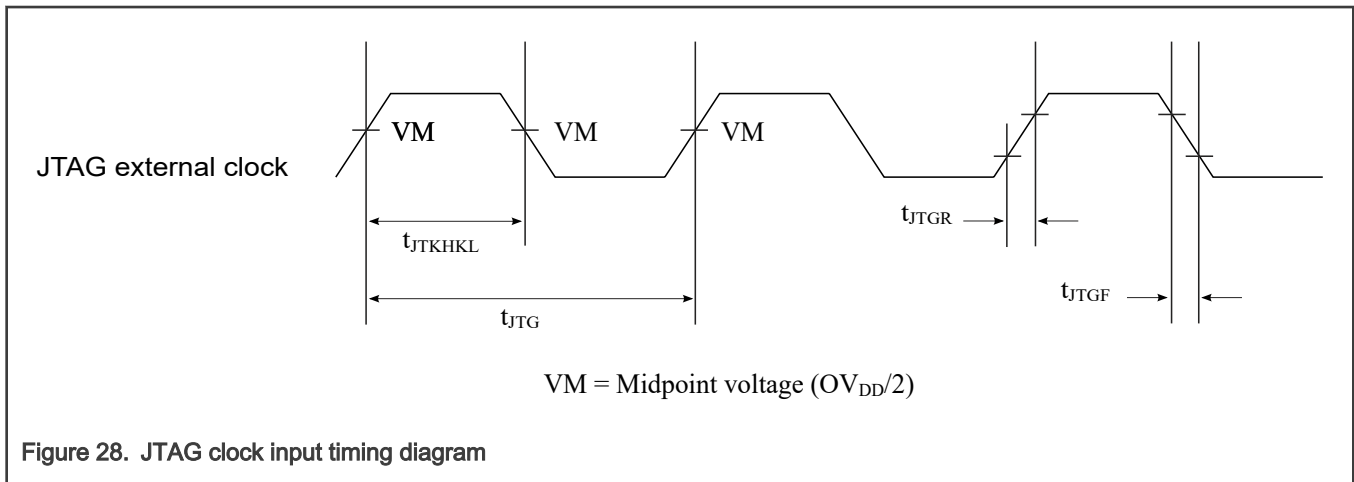 VM VM VM
JTAG external clock
tJTGR
tJTKHKL
tJTGF
tJTG
VM = Midpoint voltage (OVDD/2)
Figure 28. JTAG clock input timing diagram